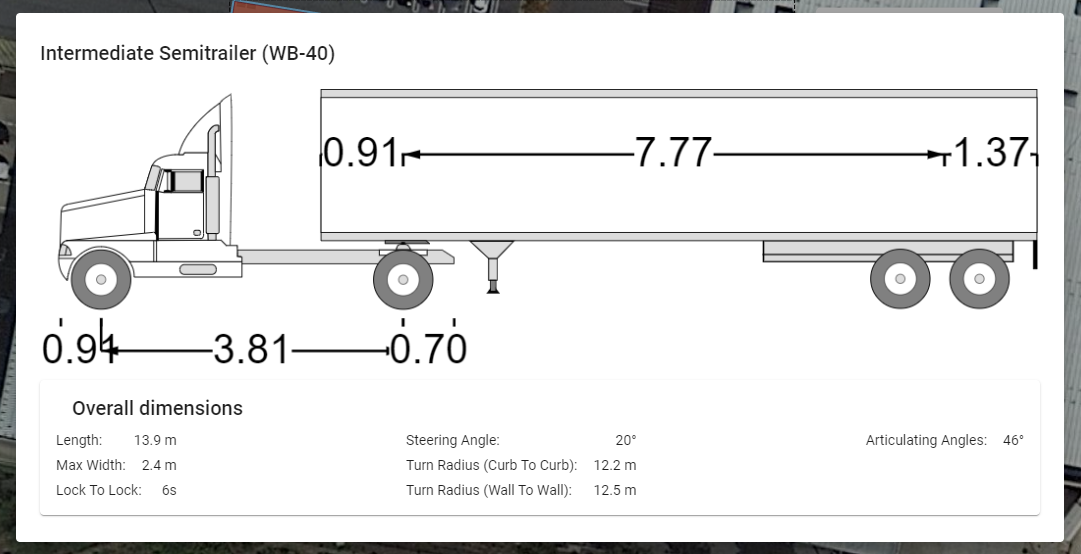 Intermediate Semitrailer (WB-40)
0.91 7.77 1.37
0.91 3.81 0.70
Overall dimensions
Length: 13.9 m Steering Angle: 20° Articulating Angles: 46°
Max Width: 2.4 m Turn Radius (Curb To Curb): 12.2 m
Lock To Lock: 6s Turn Radius (Wall To Wall): 12.5 m